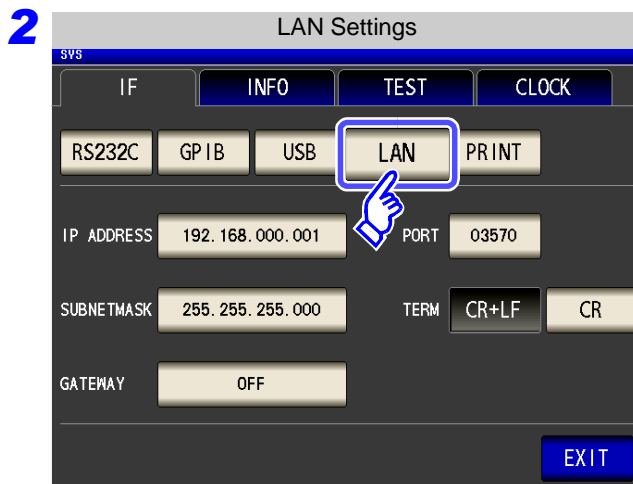 2 LAN Settings
SYS
IF INFO TEST CLOCK
RS232C GPIB USB LAN PRINT
IP ADDRESS 192.168.000.001 PORT 03570
SUBNETMASK 255.255.255.000 TERM CR+LF CR
GATEWAY OFF
EXIT